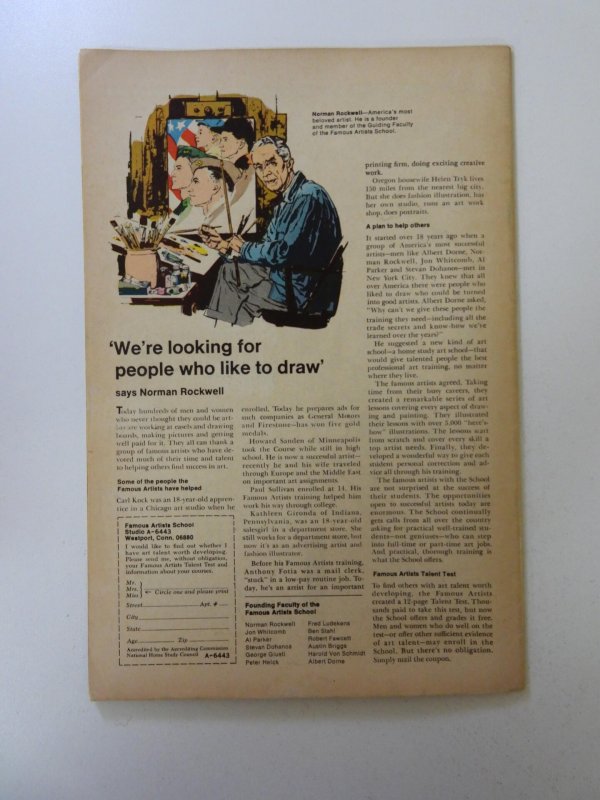 Norman Rockwell—America's most
beloved artist. He is a founder
and member of the Guiding Faculty
of the Famous Artists School.
'We're looking for
people who like to draw'
says Norman Rockwell
Today hundreds of men and women
who never thought they could be art-
ists are working at easels and drawing
boards, making pictures and getting
well paid for it. They all can thank a
group of famous artists who have de-
voted much of their time and talent
to helping others find success in art.
Some of the people the
Famous Artists have helped
Carl Kock was an 18-year-old appren-
tice in a Chicago art studio when he
Famous Artists School
Studio A-6443
Westport, Conn. 06880
I would like to find out whether I
have art talent worth developing.
Please send me, without obligation,
your Famous Artists Talent Test and
information about your courses.
Mr.
Mrs.
Miss
Circle one and please print
Street Apt. #
City
State
Age Zip
Accredited by the Accrediting Commission
National Home Study Council A-6443
enrolled. Today he prepares ads for
such companies as General Motors
and Firestone—has won five gold
medals.
Howard Sanden of Minneapolis
took the Course while still in high
school. He is now a successful artist—
recently he and his wife traveled
through Europe and the Middle East
on important art assignments.
Paul Sullivan enrolled at 14. His
Famous Artists training helped him
work his way through college.
Kathleen Gironda of Indiana,
Pennsylvania, was an 18-year-old
salesgirl in a department store. She
still works for a department store, but
now it's as an advertising artist and
fashion illustrator.
Before his Famous Artists training,
Anthony Fotia was a mail clerk,
"stuck" in a low-pay routine job. To-
day, he's an artist for an important
Founding Faculty of the
Famous Artists School
Norman Rockwell
Jon Whitcomb
Al Parker
Stevan Dohanos
George Giusti
Peter Helck
Fred Ludekens
Ben Stahl
Robert Fawcett
Austin Briggs
Harold Von Schmidt
Albert Dorne
printing firm, doing exciting creative
work.
Oregon housewife Helen Tryk lives
150 miles from the nearest big city.
But she does fashion illustration, has
her own studio, runs an art work
shop, does portraits.
A plan to help others
It started over 18 years ago when a
group of America's most successful
artists—men like Albert Dorne, Nor-
man Rockwell, Jon Whitcomb, Al
Parker and Stevan Dohanos—met in
New York City. They knew that all
over America there were people who
liked to draw who could be turned
into good artists. Albert Dorne asked,
"Why can't we give these people the
training they need—including all the
trade secrets and know-how we've
learned over the years?"
He suggested a new kind of art
school—a home study art school—that
would give talented people the best
professional art training, no matter
where they live.
The famous artists agreed. Taking
time from their busy careers, they
created a remarkable series of art
lessons covering every aspect of draw-
ing and painting. They illustrated
their lessons with over 5,000 "here's-
how" illustrations. The lessons start
from scratch and cover every skill a
top artist needs. Finally, they de-
veloped a wonderful way to give each
student personal correction and ad-
vice all through his training.
The famous artists with the School
are not surprised at the success of
their students. The opportunities
open to successful artists today are
enormous. The School continually
gets calls from all over the country
asking for practical well-trained stu-
dents—not geniuses—who can step
into full-time or part-time art jobs.
And practical, thorough training is
what the School offers.
Famous Artists Talent Test
To find others with art talent worth
developing, the Famous Artists
created a 12-page Talent Test. Thou-
sands paid to take this test, but now
the School offers and grades it free.
Men and women who do well on the
test—or offer other sufficient evidence
of art talent—may enroll in the
School. But there's no obligation.
Simply mail the coupon.